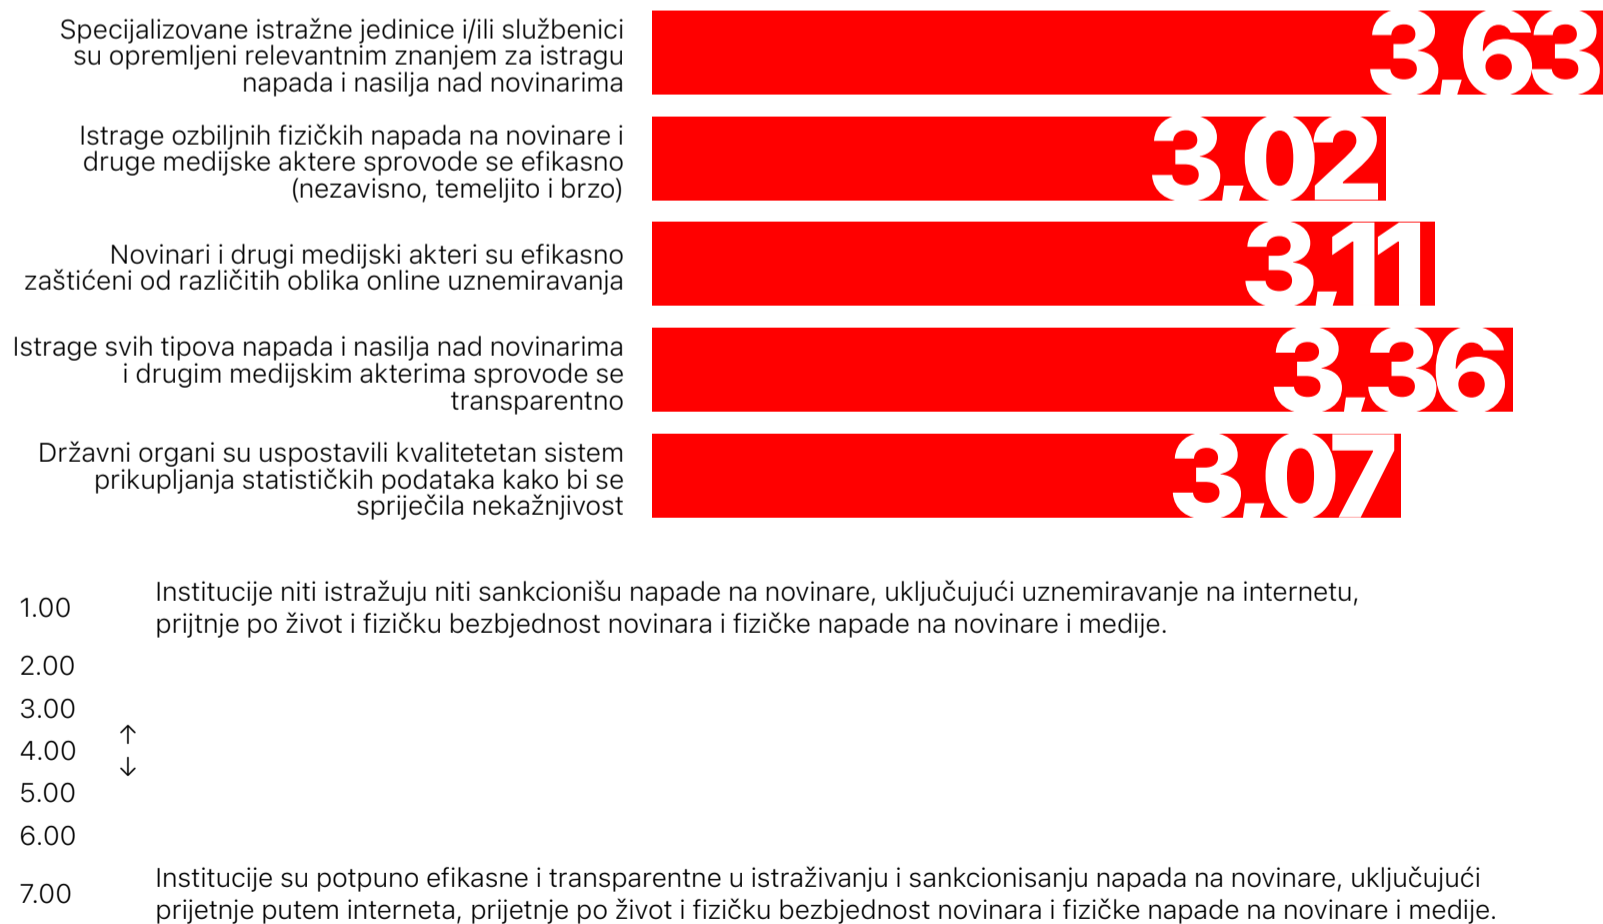 Specijalizovane istražne jedinice i/ili službenici
su opremljeni relevantnim znanjem za istragu
napada i nasilja nad novinarima
3,63
Istrage ozbiljnih fizičkih napada na novinare i
druge medijske aktere sprovode se efikasno
(nezavisno, temeljito i brzo)
3,02
Novinari i drugi medijski akteri su efikasno
zaštićeni od različitih oblika online uznemiravanja
3,11
Istrage svih tipova napada i nasilja nad novinarima
i drugim medijskim akterima sprovode se
transparentno
3,36
Državni organi su uspostavili kvalitetetan sistem
prikupljanja statističkih podataka kako bi se
spriječila nekažnjivost
3,07
1.00
Institucije niti istražuju niti sankcionišu napade na novinare, uključujući uznemiravanje na internetu,
prijtnje po život i fizičku bezbjednost novinara i fizičke napade na novinare i medije.
2.00
3.00
↑
4.00
↓
5.00
6.00
7.00
Institucije su potpuno efikasne i transparentne u istraživanju i sankcionisanju napada na novinare, uključujući
prijetnje putem interneta, prijetnje po život i fizičku bezbjednost novinara i fizičke napade na novinare i medije.